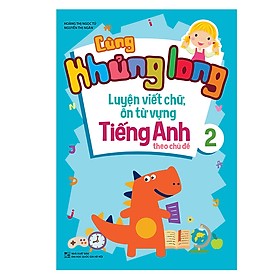 HOÀNG THỊ NGỌC TÚ
NGUYỄN THỊ NGÂN
Cùng
khủng long
Luyện viết chữ,
ôn từ vựng
Tiếng Anh
theo chủ đề
2